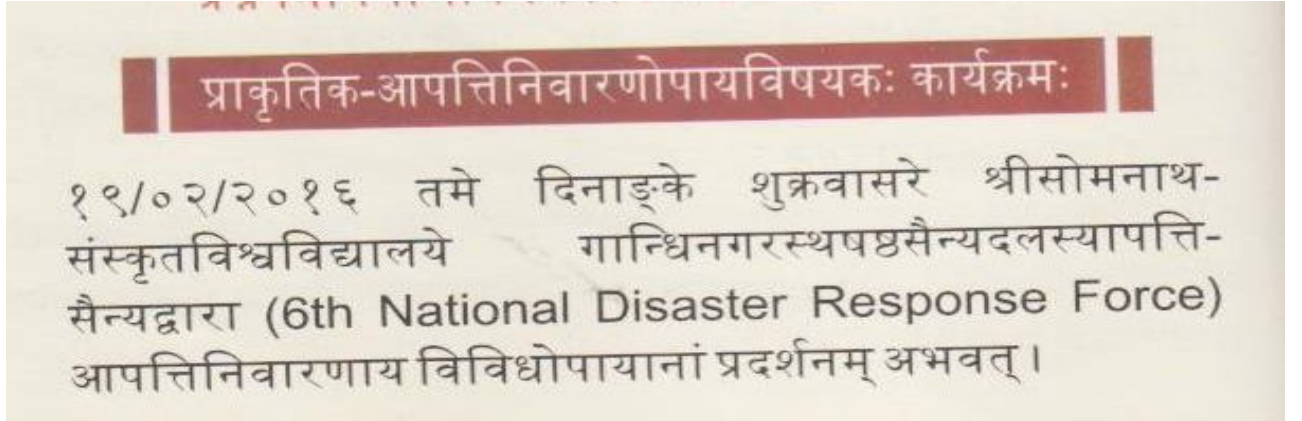 प्राकृतिक-आपत्तिनिवारणोपायविषयकः कार्यक्रमः
१९/०२/२०१६ तमे दिनाङ्के शुक्रवासरे श्रीसोमनाथ-
संस्कृतविश्वविद्यालये गान्धिनगरस्थषष्ठसैन्यदलस्यापत्ति-
सैन्यद्वारा (6th National Disaster Response Force)
आपत्तिनिवारणाय विविधोपायानां प्रदर्शनम् अभवत् ।